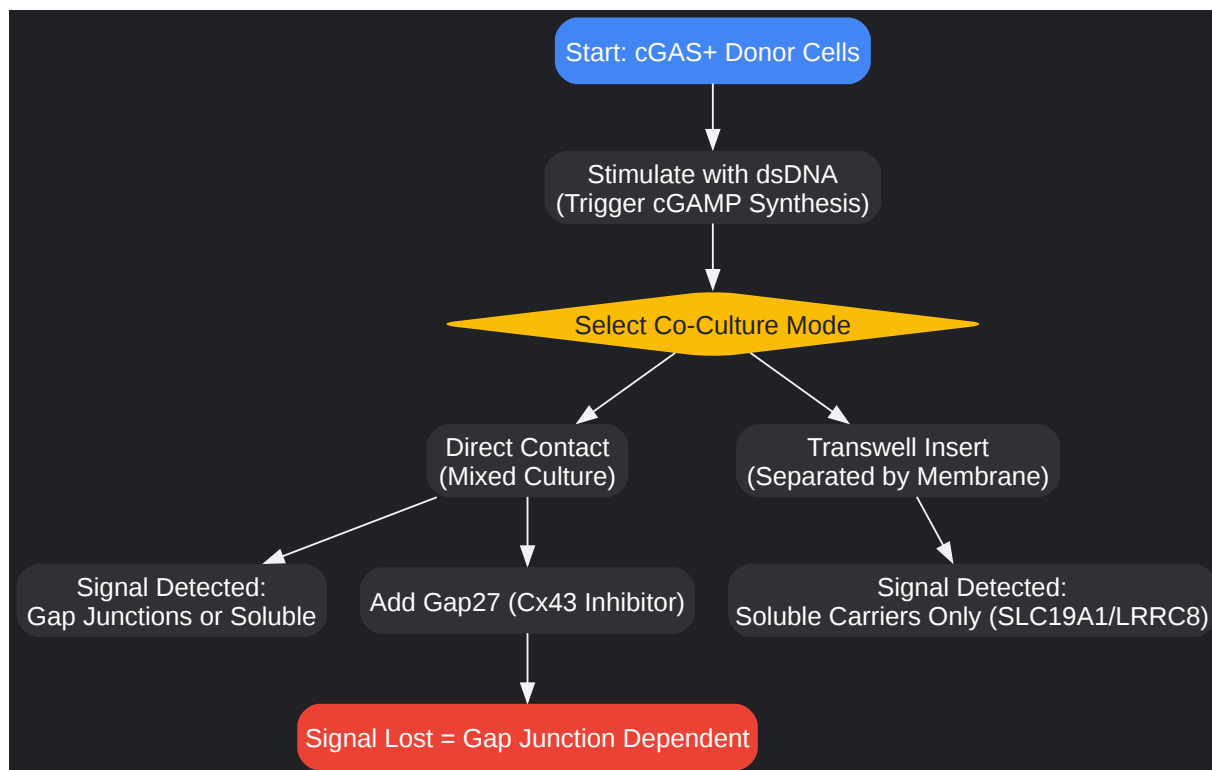 Start: cGAS+ Donor Cells
Stimulate with dsDNA
(Trigger cGAMP Synthesis)
Select Co-Culture Mode
Direct Contact
(Mixed Culture)
Transwell Insert
(Separated by Membrane)
Signal Detected:
Gap Junctions or Soluble
Add Gap27 (Cx43 Inhibitor)
Signal Detected:
Soluble Carriers Only (SLC19A1/LRRC8)
Signal Lost = Gap Junction Dependent